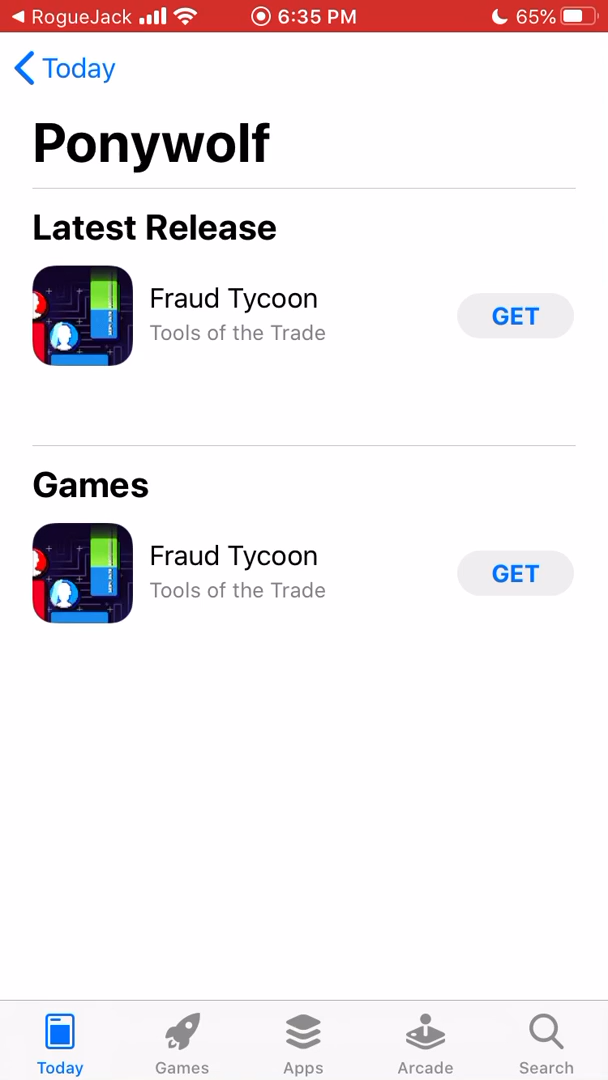 RogueJack 6:35 PM 65%
Today
Ponywolf
Latest Release
Fraud Tycoon
Tools of the Trade
GET
Games
Fraud Tycoon
Tools of the Trade
GET
Today Games Apps Arcade Search